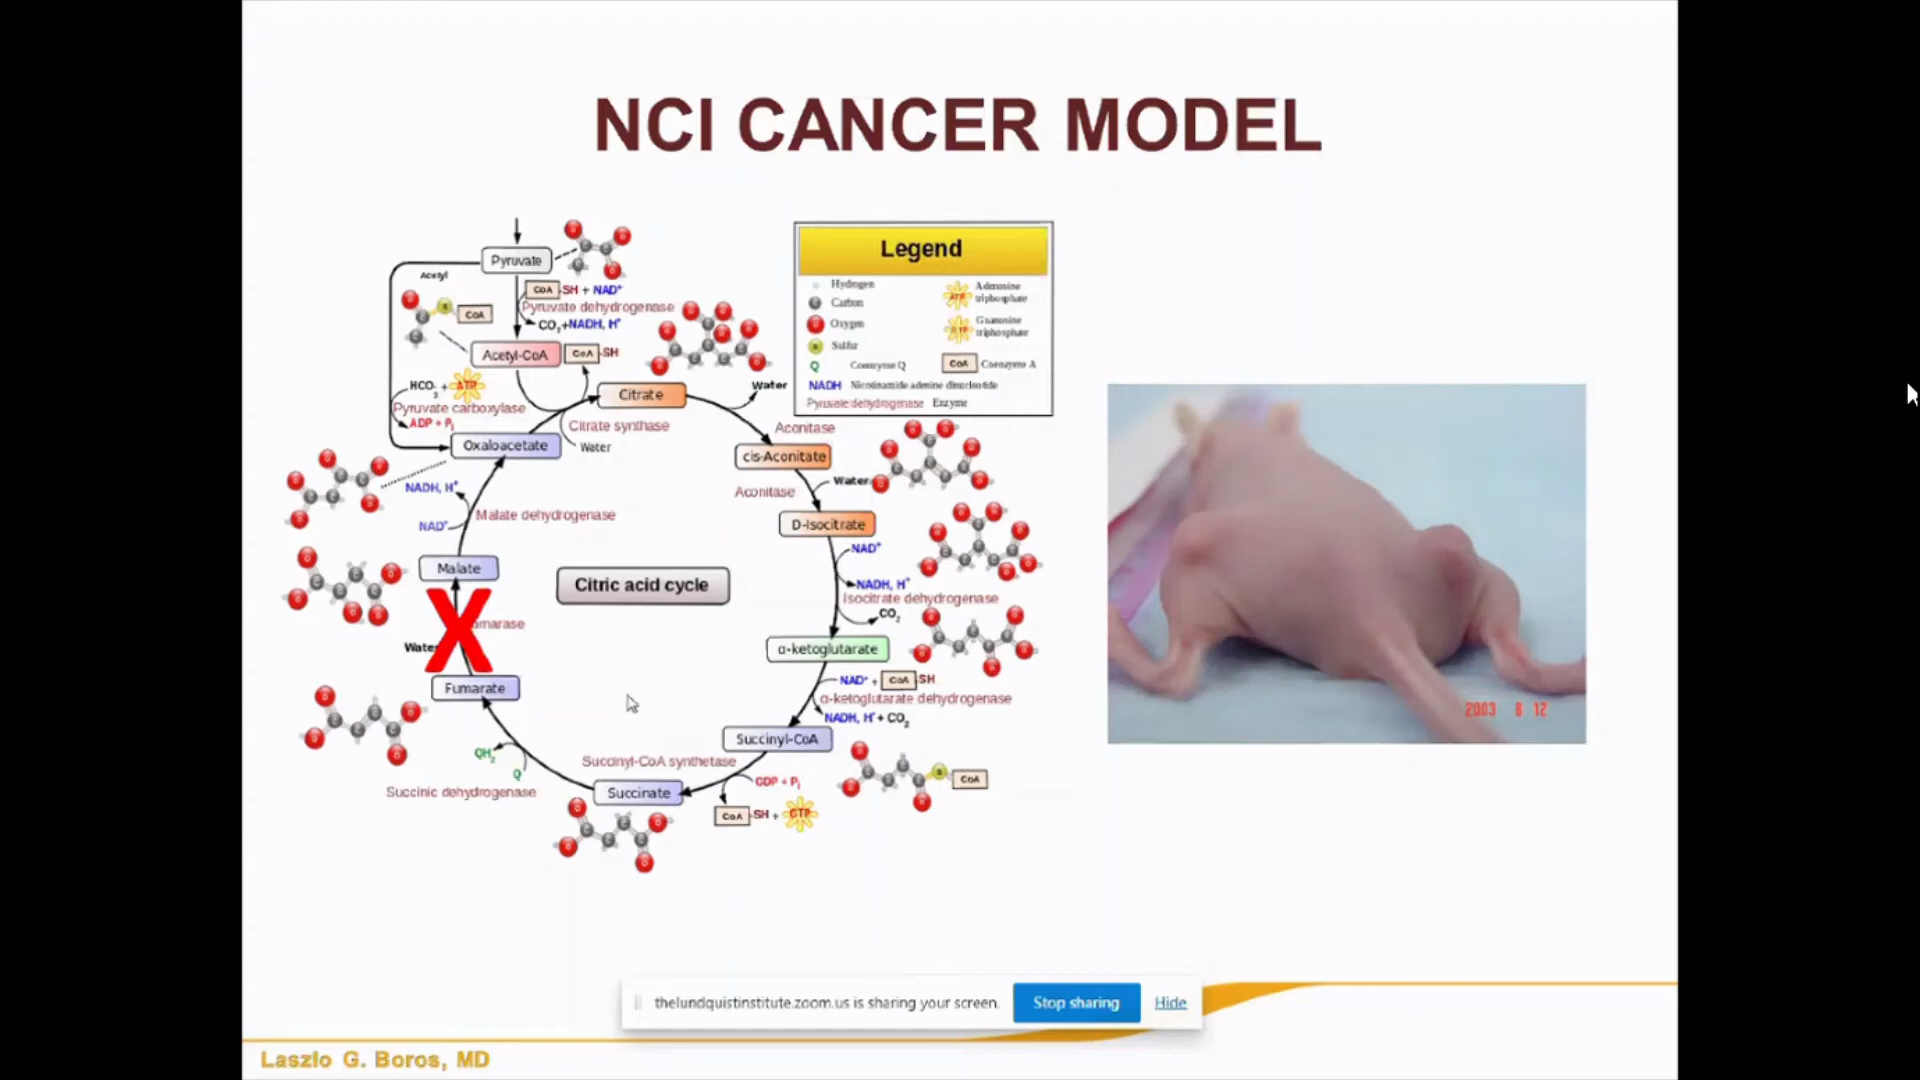 NCI CANCER MODEL
Pyruvate
Acetyl
CoA
CoA SH + NAD⁺
Pyruvate dehydrogenase
CO₂+NADH, H⁺
Acetyl-CoA
CoA -SH
HCO₃ + ATP
Pyruvate carboxylase
ADP + Pᵢ
Citrate
Water
Citrate synthase
Water
Oxaloacetate
Aconitase
cis-Aconitate
Aconitase
Water
D-Isocitrate
NADH, H⁺
NAD⁺
Malate dehydrogenase
NAD⁺
NADH, H⁺
Isocitrate dehydrogenase
CO₂
Malate
Citric acid cycle
X
umarase
Water
α-ketoglutarate
NAD⁺ + CoA SH
α-ketoglutarate dehydrogenase
NADH, H⁺ + CO₂
Fumarate
Succinyl-CoA
CoA
QH₂
Q
Succinyl-CoA synthetase
GDP + Pᵢ
Succinic dehydrogenase
Succinate
CoA -SH + GTP
Legend
Hydrogen
Carbon
Oxygen
Sulfur
Q Coenzyme Q
ATP Adenosine triphosphate
GTP Guanosine triphosphate
CoA Coenzyme A
NADH Nicotinamide adenine dinucleotide
Pyruvate dehydrogenase Enzyme
2003 8 12
thelundquistinstitute.zoom.us is sharing your screen.
Stop sharing
Hide
Laszlo G. Boros, MD